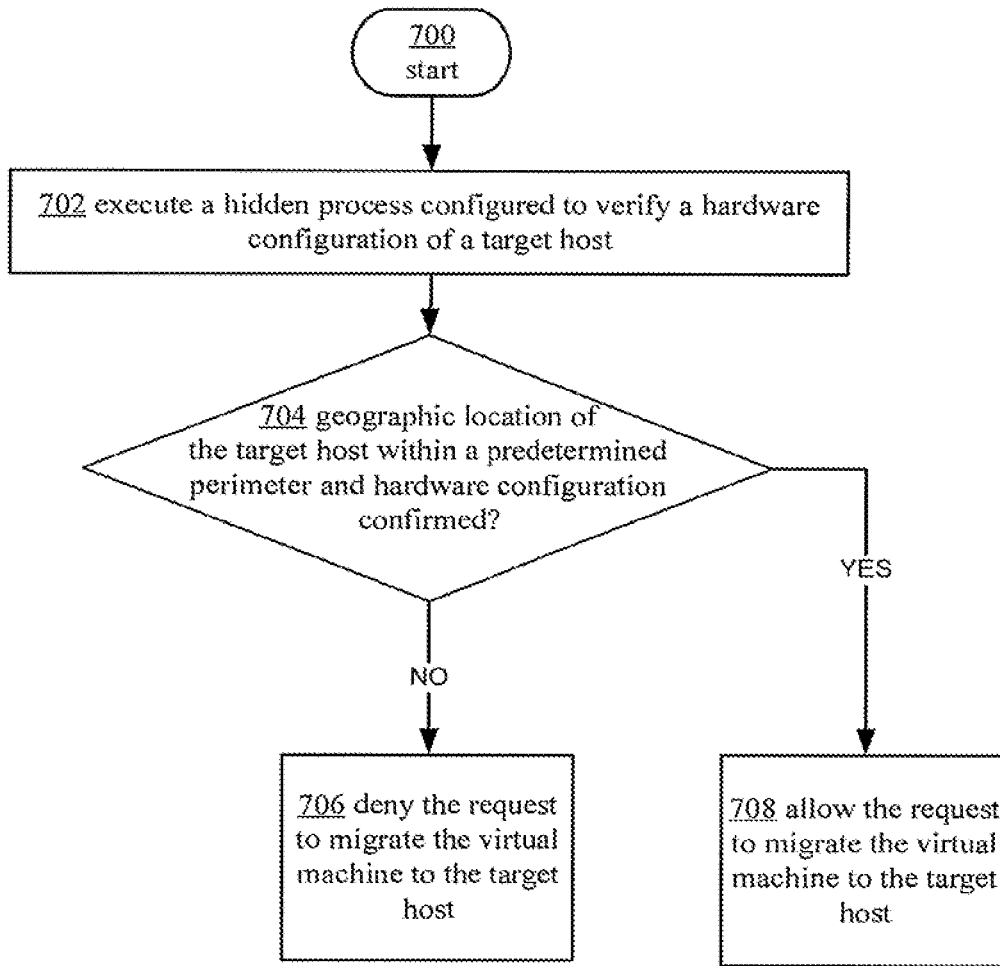 700
start
702 execute a hidden process configured to verify a hardware
configuration of a target host
704 geographic location of
the target host within a predetermined
perimeter and hardware configuration
confirmed?
YES
NO
706 deny the request
to migrate the virtual
machine to the target
host
708 allow the request
to migrate the virtual
machine to the target
host